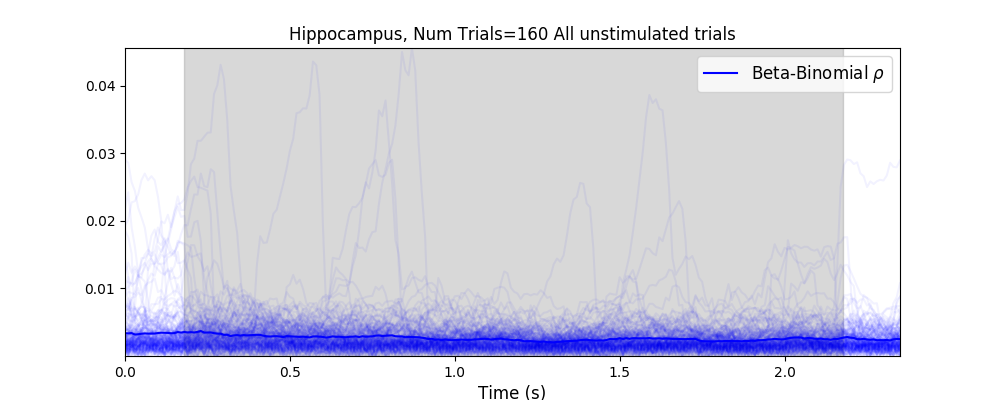 Hippocampus, Num Trials=160 All unstimulated trials
Beta-Binomial ρ
0.04
0.03
0.02
0.01
0.0 0.5 1.0 1.5 2.0
Time (s)